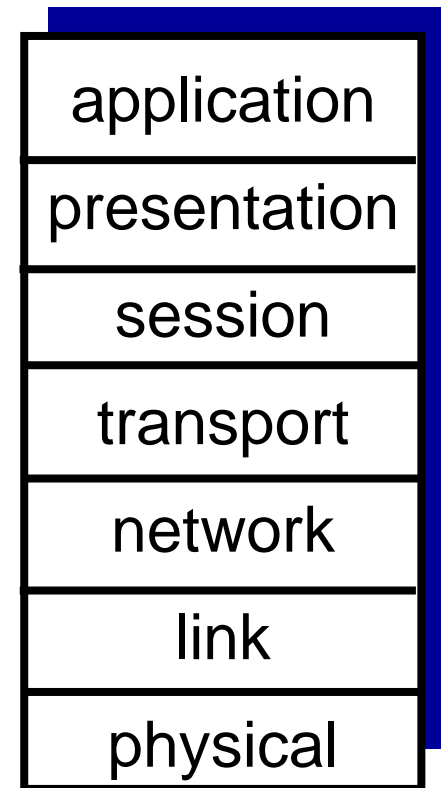 application
presentation
session
transport
network
link
physical